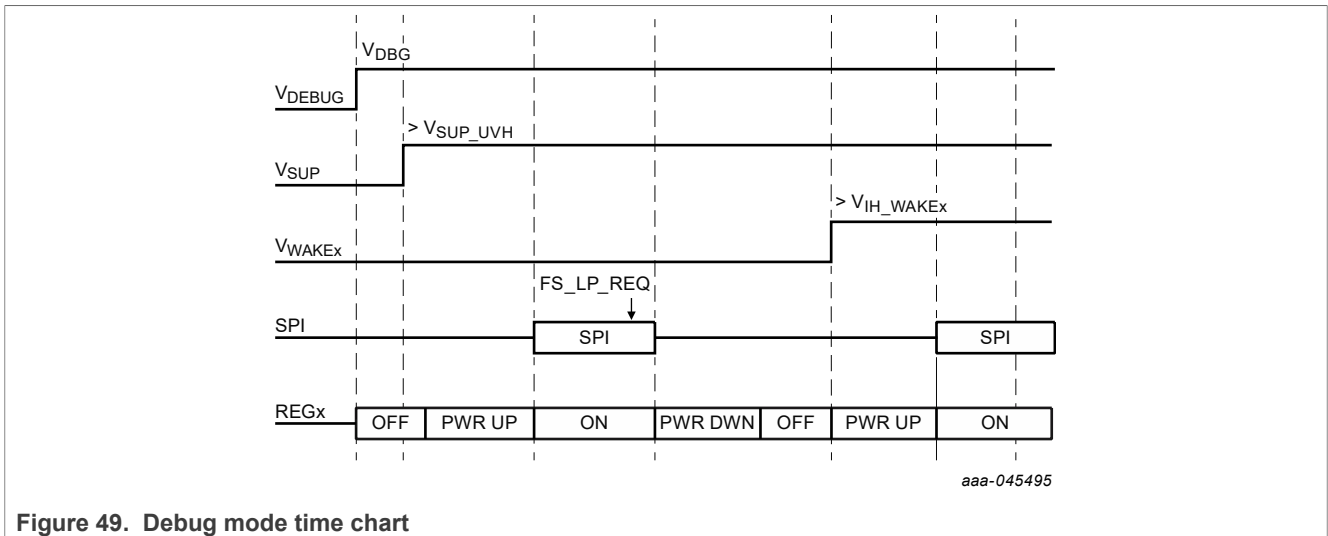 VDBG
VDEBUG
> VSUP_UVH
VSUP
> VIH_WAKEx
VWAKEx
FS_LP_REQ
SPI SPI SPI
REGx OFF PWR UP ON PWR DWN OFF PWR UP ON
aaa-045495
Figure 49. Debug mode time chart